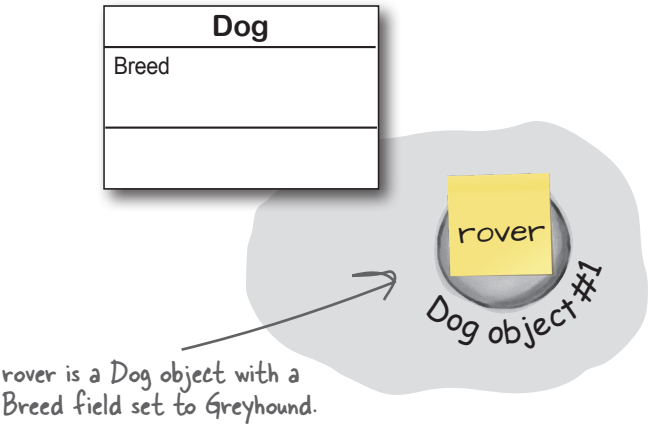 Dog
Breed
rover
Dog object #1
rover is a Dog object with a
Breed field set to Greyhound.